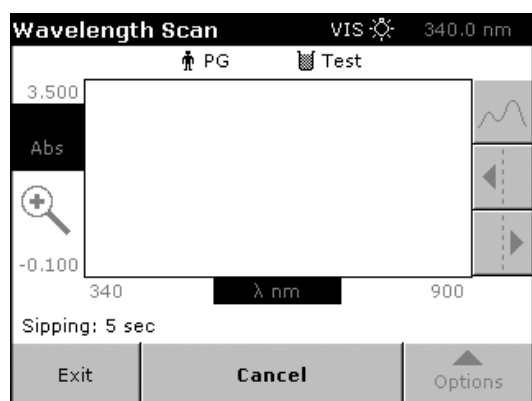 Wavelength Scan VIS 340.0 nm
PG Test
3.500
Abs
-0.100
340 λ nm 900
Sipping: 5 sec
Exit Cancel Options